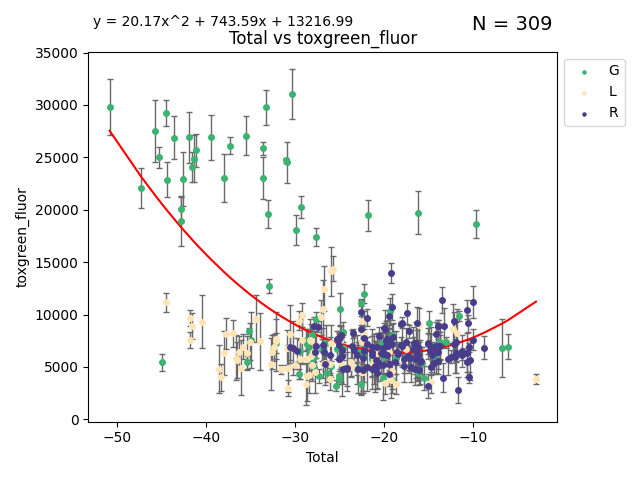 y = 20.17x^2 + 743.59x + 13216.99
N = 309
Total vs toxgreen_fluor
35000
30000
25000
20000
15000
10000
5000
0
toxgreen_fluor
−50
−40
−30
−20
−10
Total
G
L
R